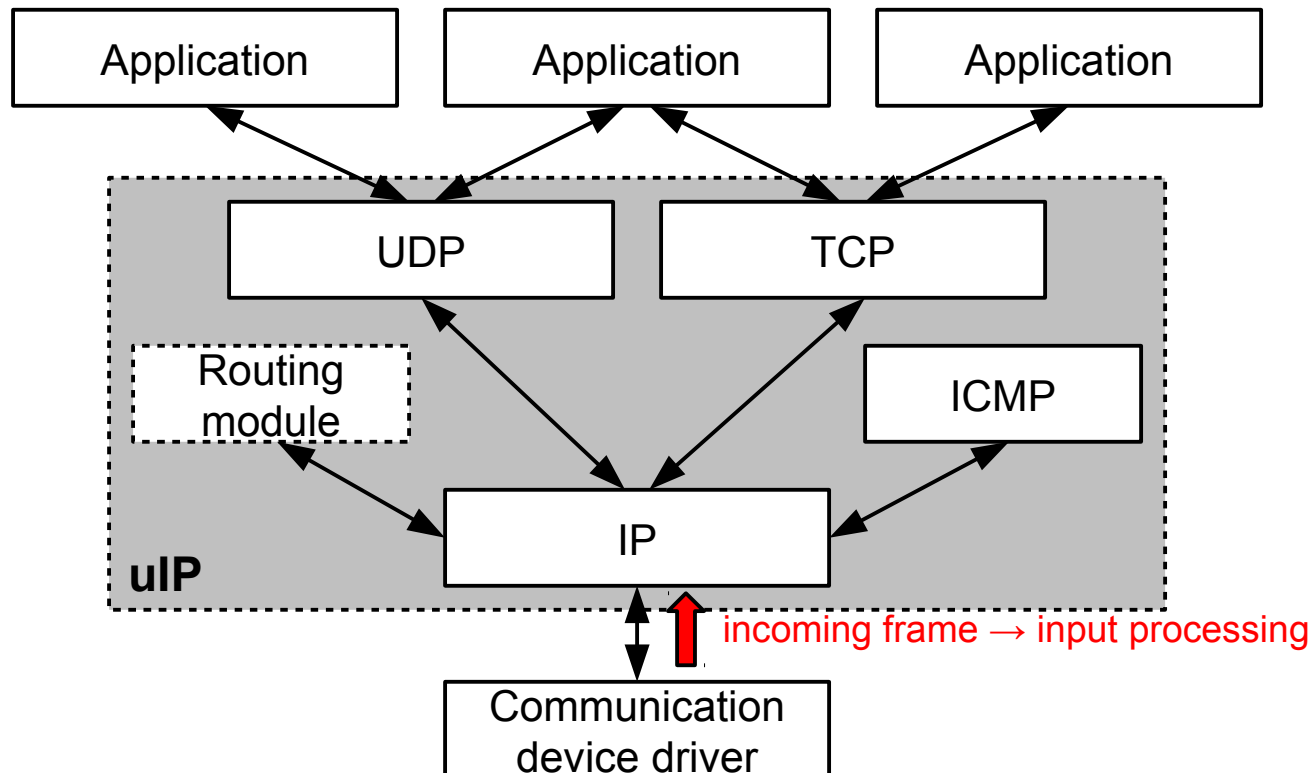 Application
Application
Application
UDP
TCP
Routing
module
ICMP
IP
uIP
incoming frame → input processing
Communication
device driver